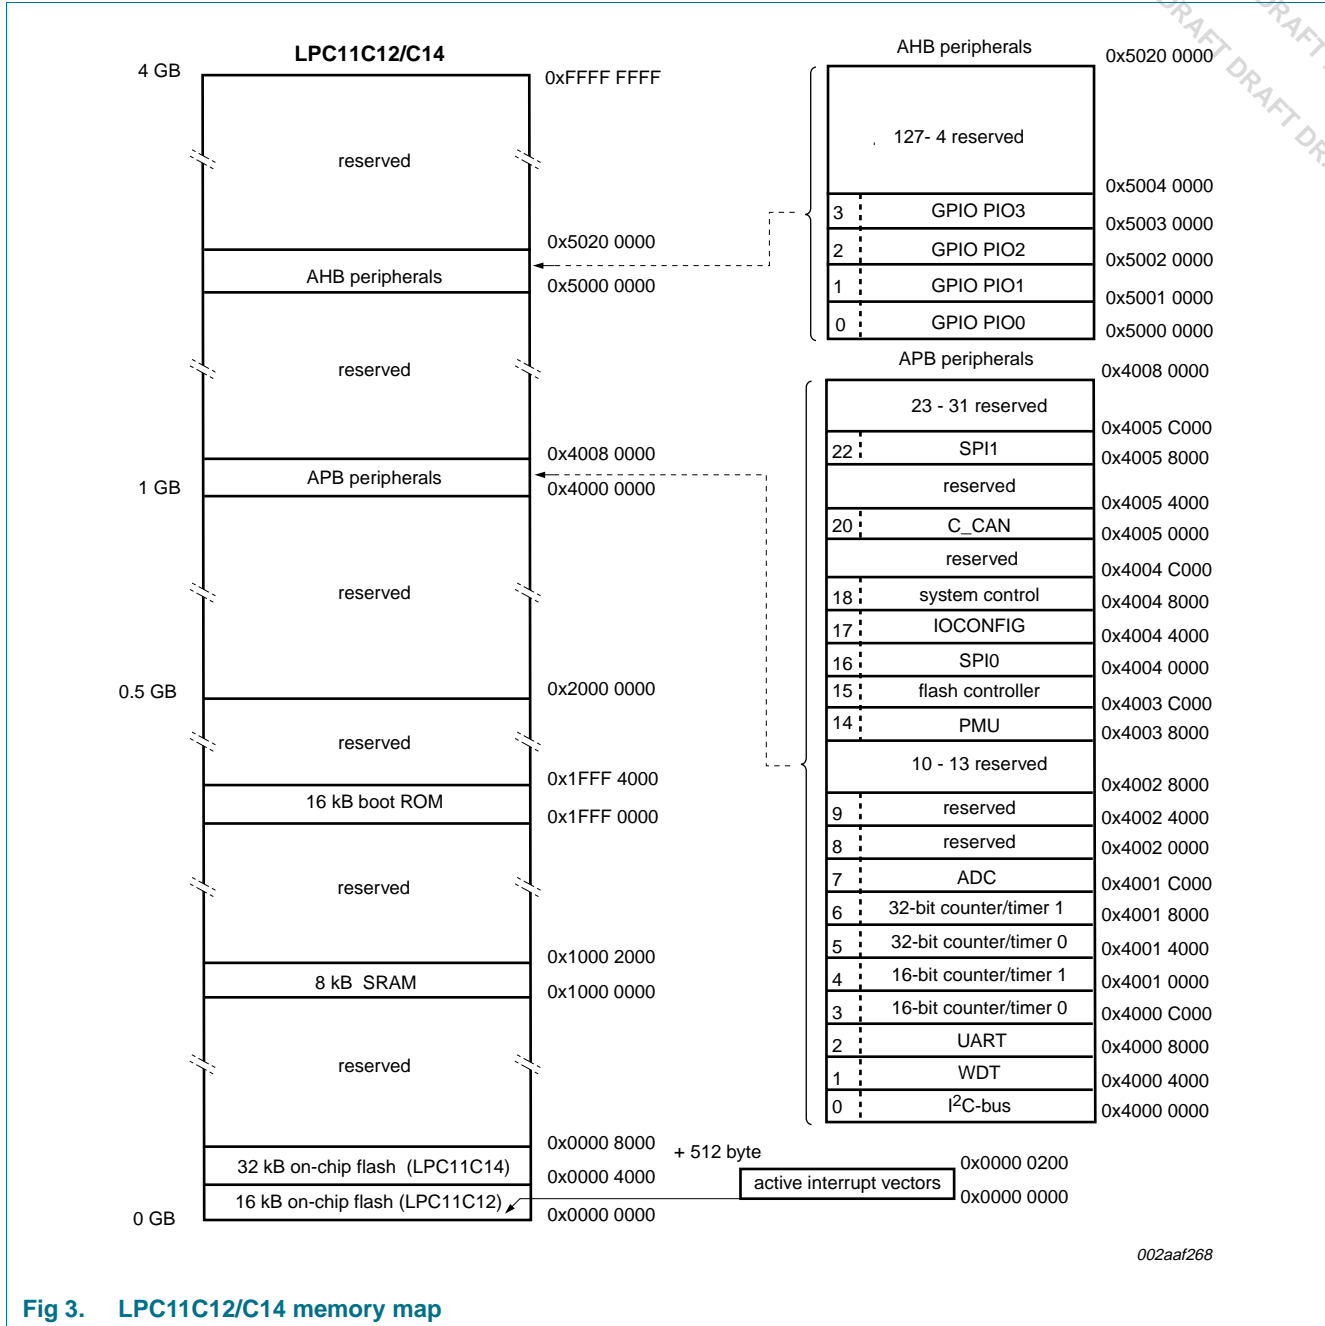 LPC11C12/C14
4 GB
0xFFFF FFFF
reserved
0x5020 0000
AHB peripherals
0x5000 0000
reserved
0x4008 0000
APB peripherals
1 GB
0x4000 0000
reserved
0.5 GB
0x2000 0000
reserved
0x1FFF 4000
16 kB boot ROM
0x1FFF 0000
reserved
0x1000 2000
8 kB SRAM
0x1000 0000
reserved
0x0000 8000
32 kB on-chip flash (LPC11C14)
0x0000 4000
16 kB on-chip flash (LPC11C12)
0 GB
0x0000 0000
AHB peripherals
0x5020 0000
127- 4 reserved
0x5004 0000
3 GPIO PIO3
0x5003 0000
2 GPIO PIO2
0x5002 0000
1 GPIO PIO1
0x5001 0000
0 GPIO PIO0
0x5000 0000
APB peripherals
0x4008 0000
23 - 31 reserved
0x4005 C000
22 SPI1
0x4005 8000
reserved
0x4005 4000
20 C_CAN
0x4005 0000
reserved
0x4004 C000
18 system control
0x4004 8000
17 IOCONFIG
0x4004 4000
16 SPI0
0x4004 0000
15 flash controller
0x4003 C000
14 PMU
0x4003 8000
10 - 13 reserved
0x4002 8000
9 reserved
0x4002 4000
8 reserved
0x4002 0000
7 ADC
0x4001 C000
6 32-bit counter/timer 1
0x4001 8000
5 32-bit counter/timer 0
0x4001 4000
4 16-bit counter/timer 1
0x4001 0000
3 16-bit counter/timer 0
0x4000 C000
2 UART
0x4000 8000
1 WDT
0x4000 4000
0 I2C-bus
0x4000 0000
+ 512 byte
0x0000 0200
active interrupt vectors
0x0000 0000
002aaf268
Fig 3. LPC11C12/C14 memory map
DRAFT DRAFT
DRAFT